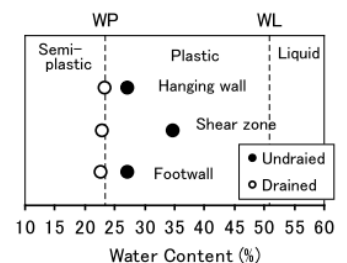 WP WL
Semi-
plastic
Plastic
Liquid
Hanging wall
Shear zone
Footwall
Undraied
Drained
10 15 20 25 30 35 40 45 50 55 60
Water Content (%)